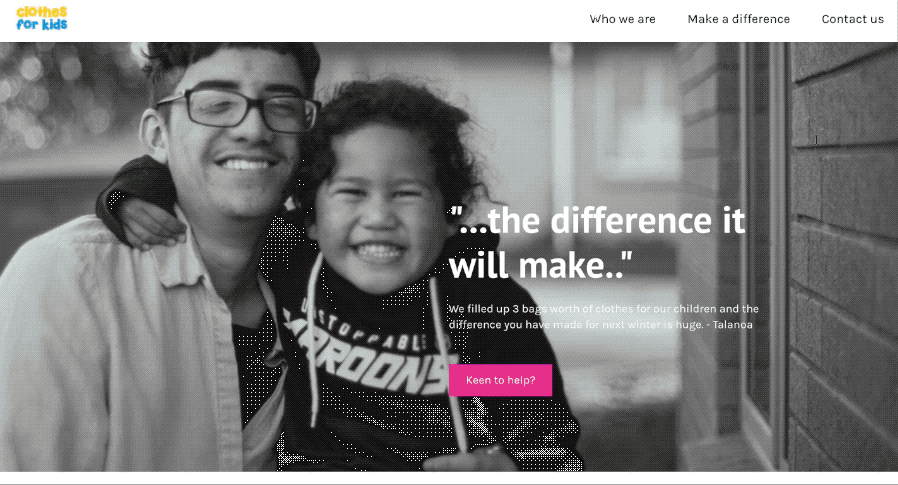 clothes
for kids
Who we are
Make a difference
Contact us
"...the difference it
will make.."
We filled up 3 bags worth of clothes for our children and the
difference you have made for next winter is huge. - Talanoa
UNSTOPPABLE
MAROONS
Keen to help?